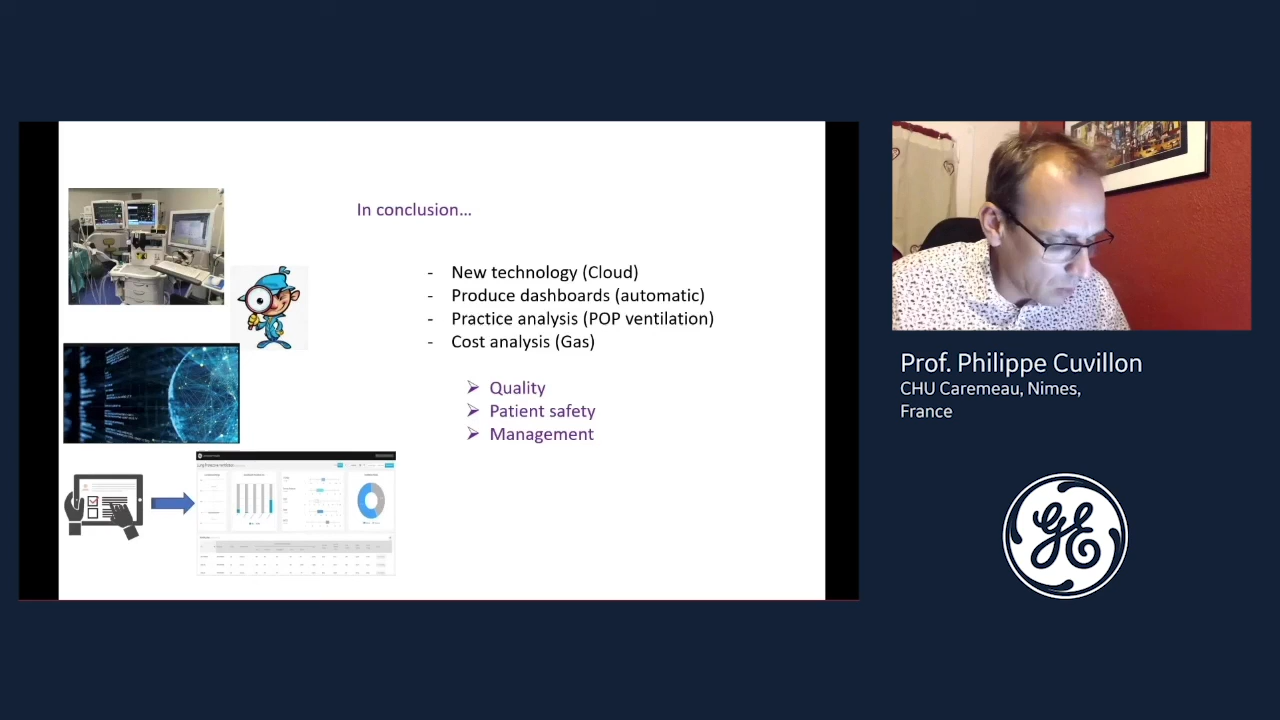 In conclusion...
- New technology (Cloud)
- Produce dashboards (automatic)
- Practice analysis (POP ventilation)
- Cost analysis (Gas)
➢ Quality
➢ Patient safety
➢ Management
Prof. Philippe Cuvillon
CHU Caremeau, Nimes,
France
GE